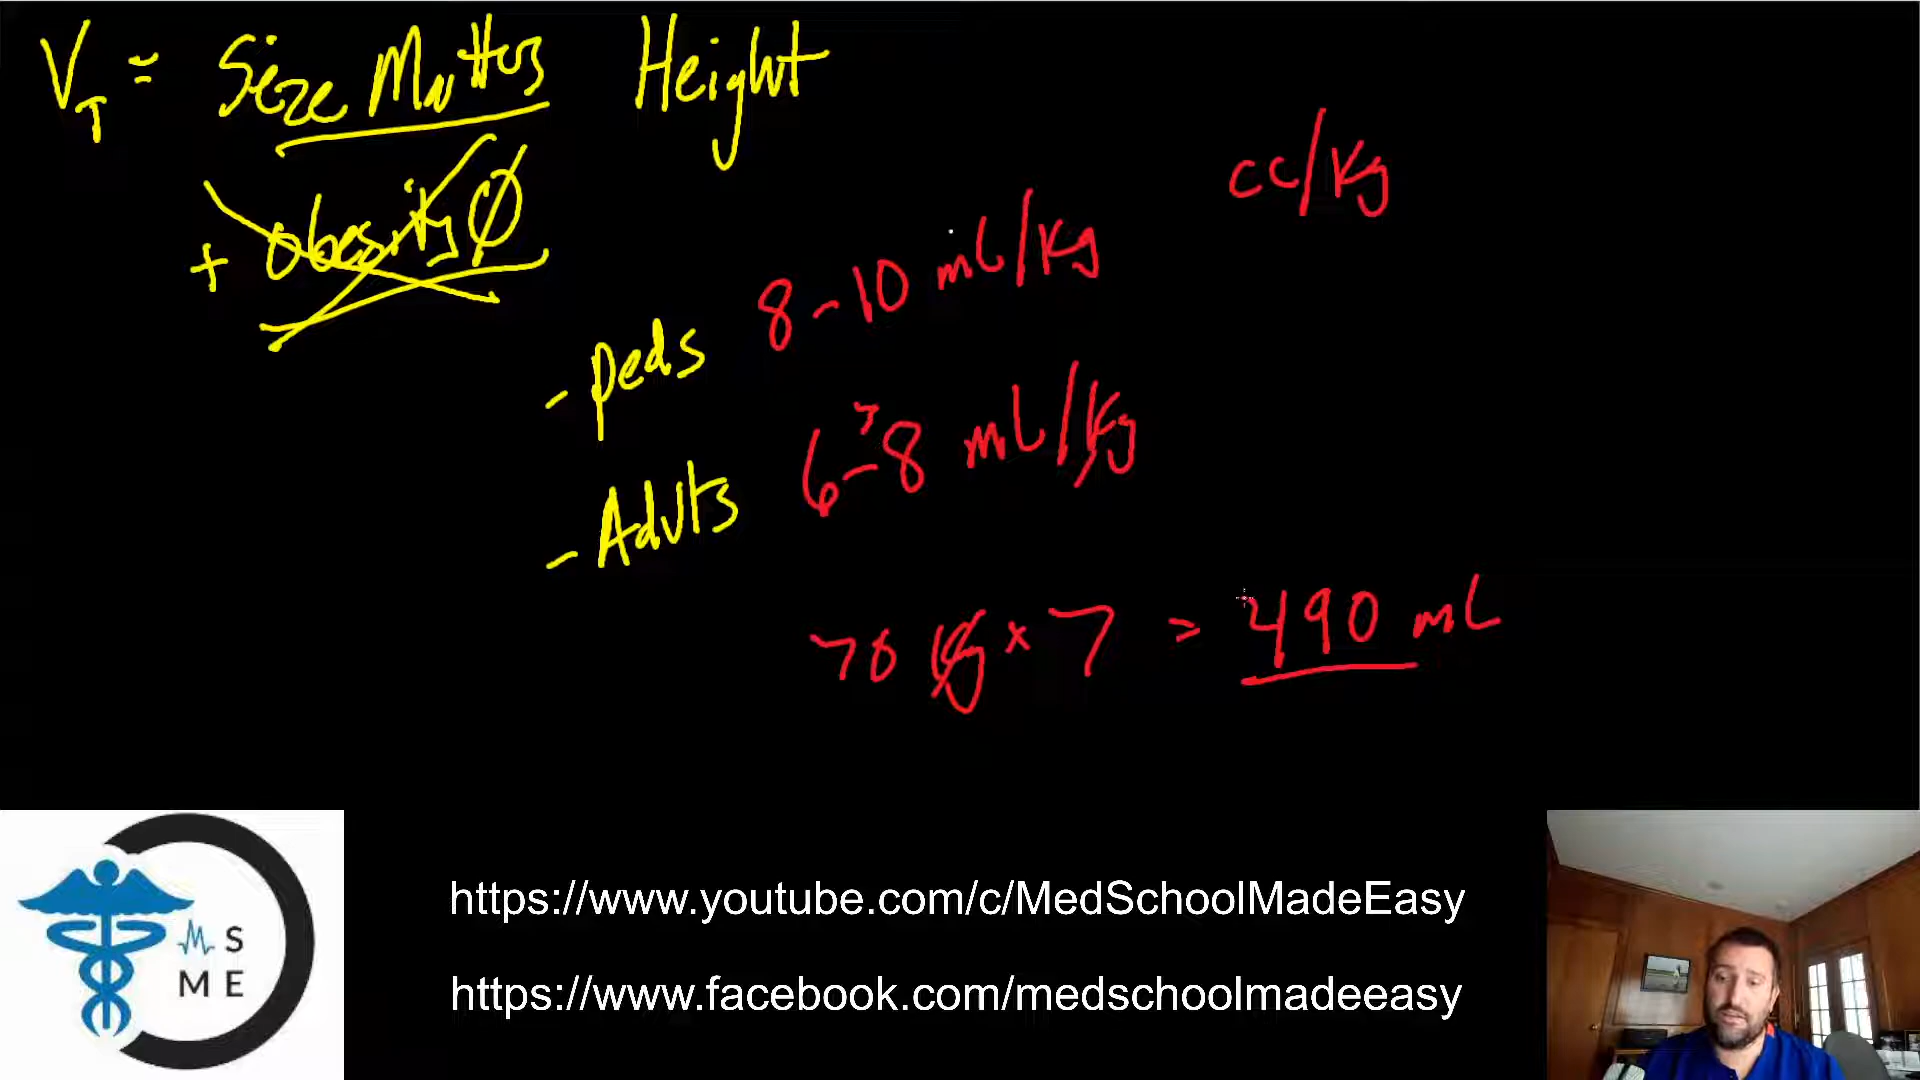 VT = Size Matters Height
+ obesity Ø
cc/kg
- peds 8-10 mL/kg
7
- Adults 6-8 mL/kg
70 kg x 7 = 490 mL
M S
M E
https://www.youtube.com/c/MedSchoolMadeEasy
https://www.facebook.com/medschoolmadeeasy